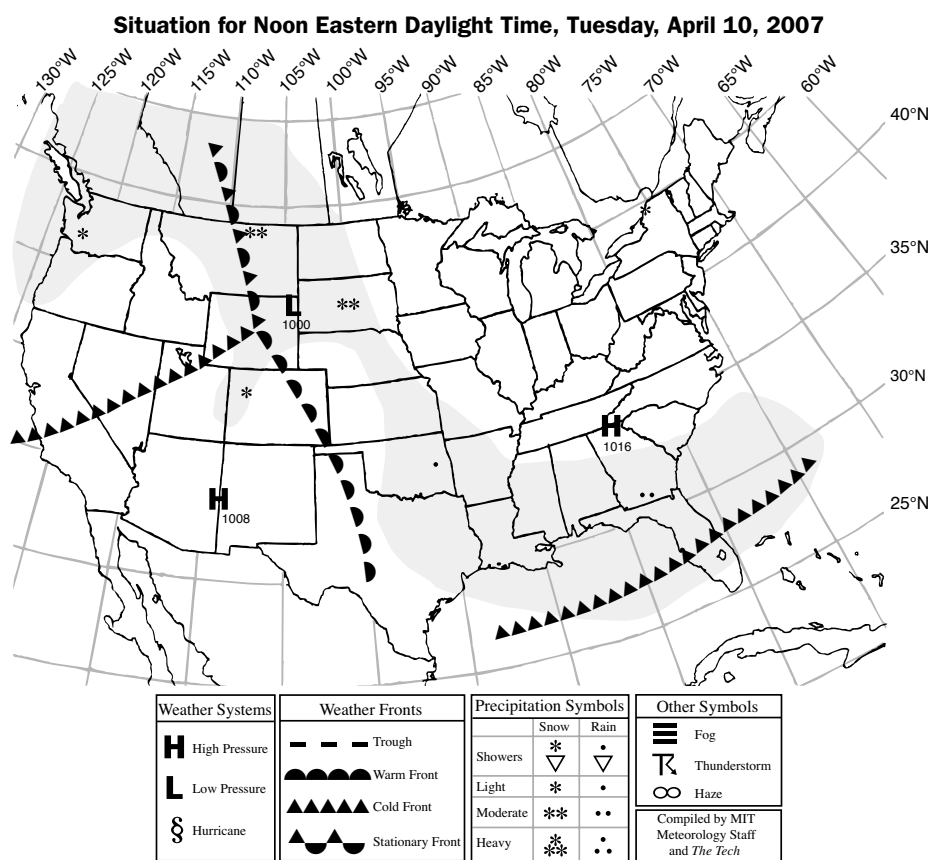 Situation for Noon Eastern Daylight Time, Tuesday, April 10, 2007
130°W 125°W 120°W 115°W 110°W 105°W 100°W 95°W 90°W 85°W 80°W 75°W 70°W 65°W 60°W
40°N
35°N
30°N
25°N
L
1000
H
1016
H
1008
Weather Systems
H High Pressure
L Low Pressure
§ Hurricane
Weather Fronts
Trough
Warm Front
Cold Front
Stationary Front
Precipitation Symbols
Snow Rain
Showers
Light
Moderate
Heavy
Other Symbols
Fog
Thunderstorm
Haze
Compiled by MIT
Meteorology Staff
and The Tech